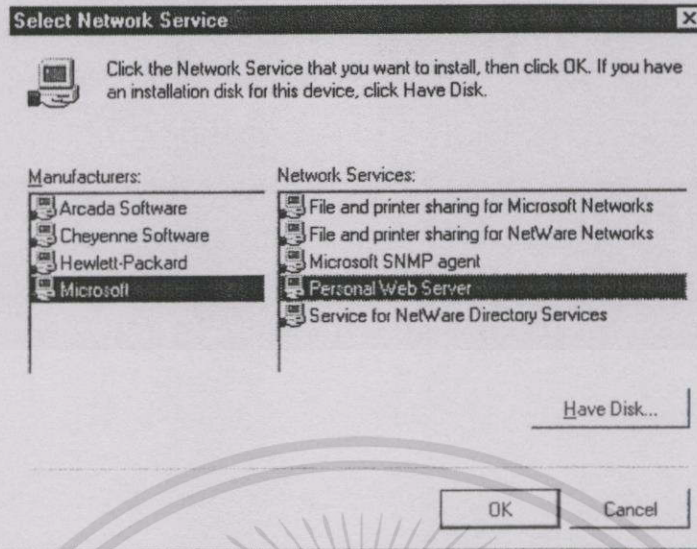 Select Network Service
Click the Network Service that you want to install, then click OK. If you have
an installation disk for this device, click Have Disk.
Manufacturers:
Arcada Software
Cheyenne Software
Hewlett-Packard
Microsoft
Network Services:
File and printer sharing for Microsoft Networks
File and printer sharing for NetWare Networks
Microsoft SNMP agent
Personal Web Server
Service for NetWare Directory Services
Have Disk...
OK
Cancel